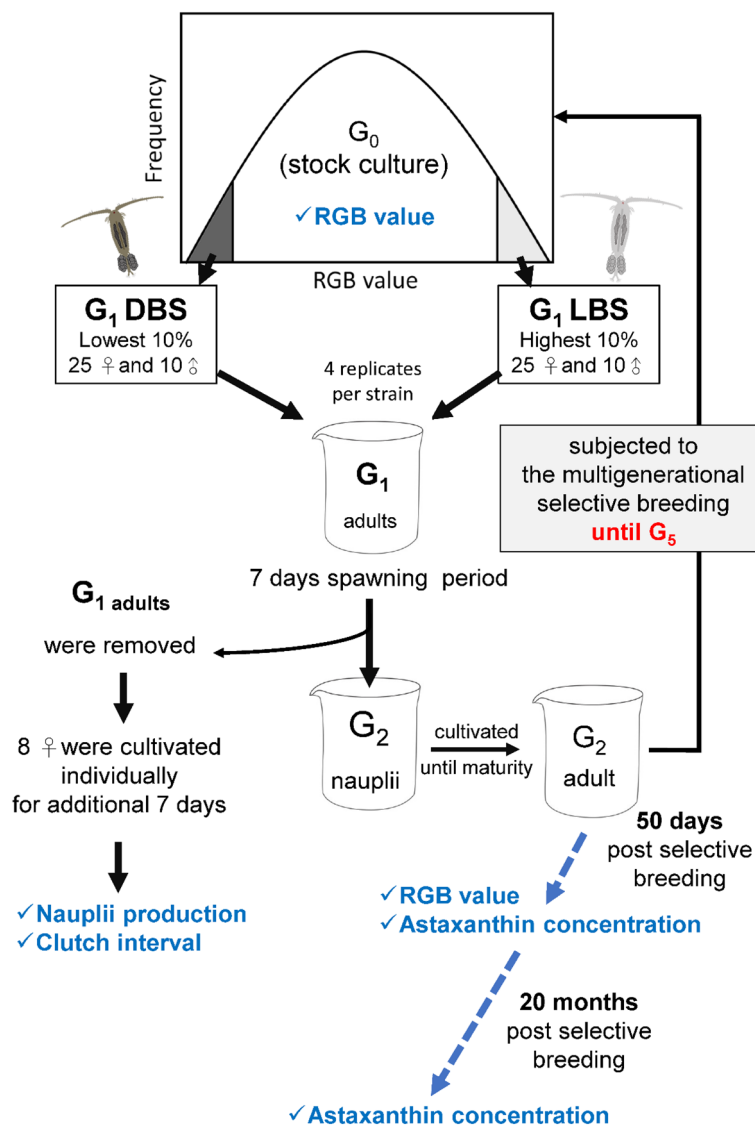 Frequency
G₀
(stock culture)
✓RGB value
RGB value
G₁ DBS
Lowest 10%
25 ♀ and 10 ♂
G₁ LBS
Highest 10%
25 ♀ and 10 ♂
4 replicates
per strain
G₁
adults
subjected to
the multigenerational
selective breeding
until G₅
7 days spawning period
G₁ adults
were removed
8 ♀ were cultivated
individually
for additional 7 days
✓Nauplii production
✓Clutch interval
G₂
nauplii
cultivated
until maturity
G₂
adult
50 days
post selective
breeding
✓RGB value
✓Astaxanthin concentration
20 months
post selective
breeding
✓Astaxanthin concentration